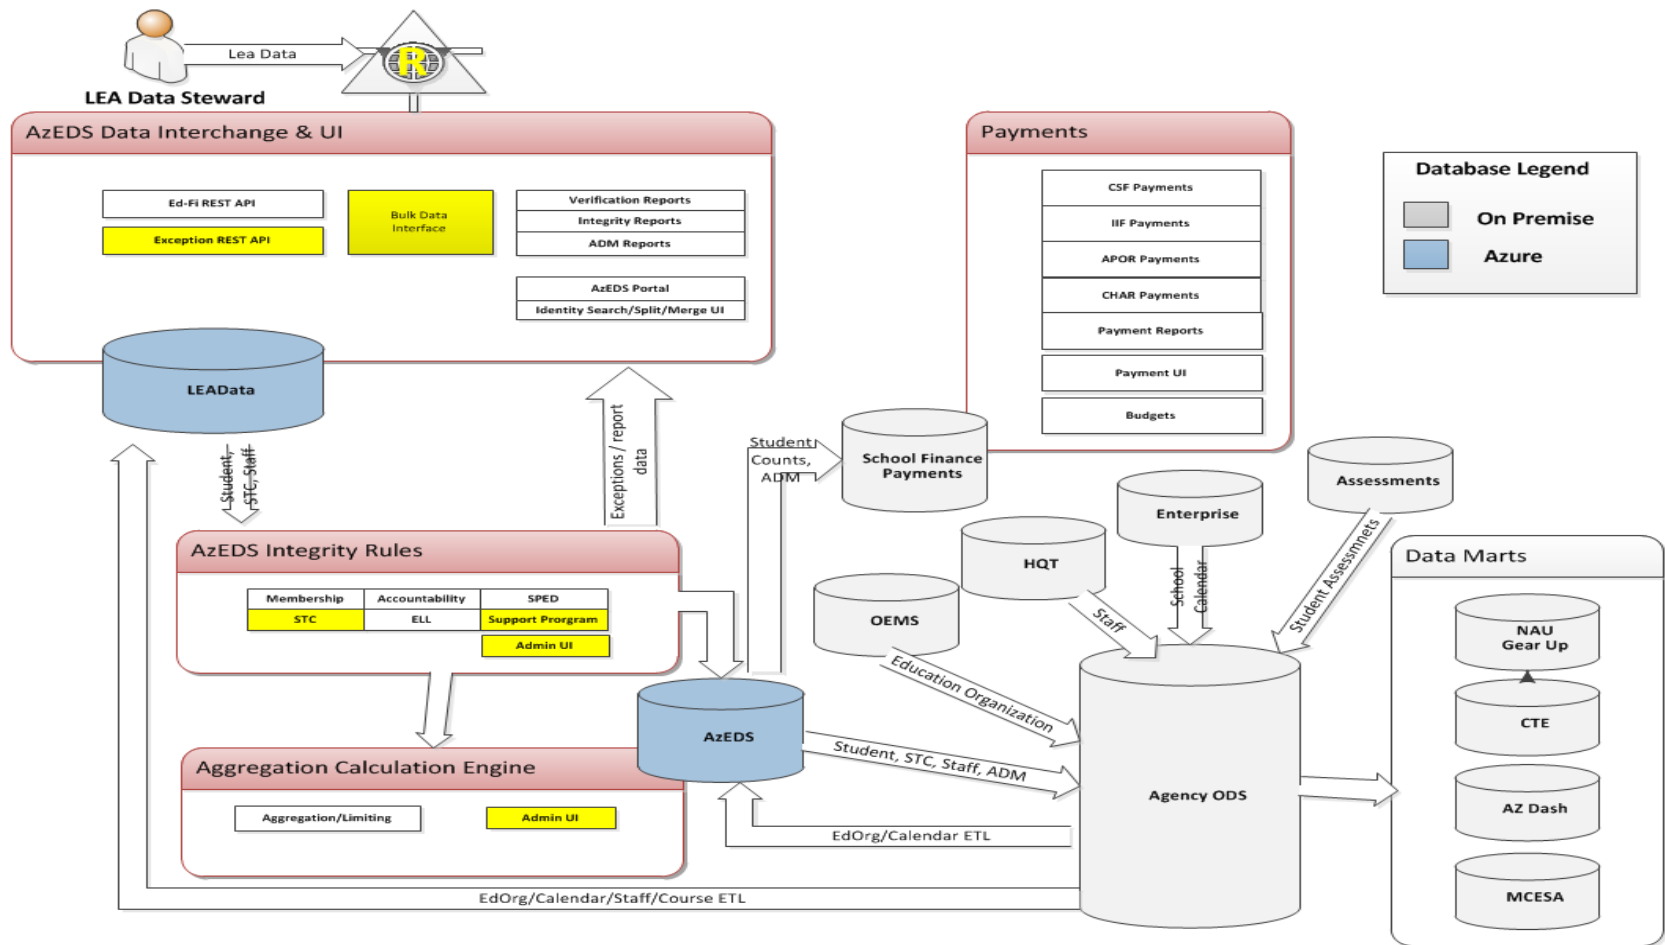 Lea Data
R
LEA Data Steward
AzEDS Data Interchange & UI
Ed-Fi REST API
Exception REST API
Bulk Data
Interface
Verification Reports
Integrity Reports
ADM Reports
AzEDS Portal
Identity Search/Split/Merge UI
LEAData
Payments
CSF Payments
IIF Payments
APOR Payments
CHAR Payments
Payment Reports
Payment UI
Budgets
Database Legend
On Premise
Azure
Student,
STC, Staff
Exceptions / report
data
Student
Counts,
ADM
School Finance
Payments
Assessments
Enterprise
HQT
OEMS
School
Calendar
Staff
Student Assessmnets
Education Organization
AzEDS Integrity Rules
Membership
Accountability
SPED
STC
ELL
Support Prorgram
Admin UI
AzEDS
Student, STC, Staff, ADM
Aggregation Calculation Engine
Aggregation/Limiting
Admin UI
EdOrg/Calendar ETL
EdOrg/Calendar/Staff/Course ETL
Agency ODS
Data Marts
NAU
Gear Up
CTE
AZ Dash
MCESA